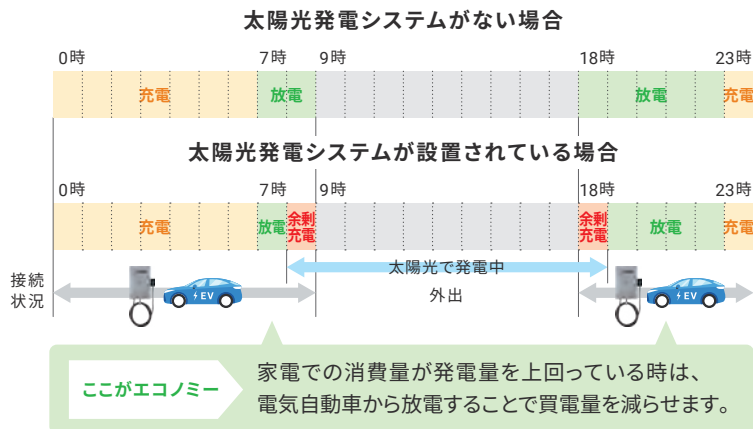 太陽光発電システムがない場合
0時 7時 9時 18時 23時
充電 放電 放電 充電
太陽光発電システムが設置されている場合
0時 7時 9時 18時 23時
充電 放電 余剰充電 余剰充電 放電 充電
太陽光で発電中
接続
状況
EV 外出 EV
ここがエコノミー
家電での消費量が発電量を上回っている時は、
電気自動車から放電することで買電量を減らせます。